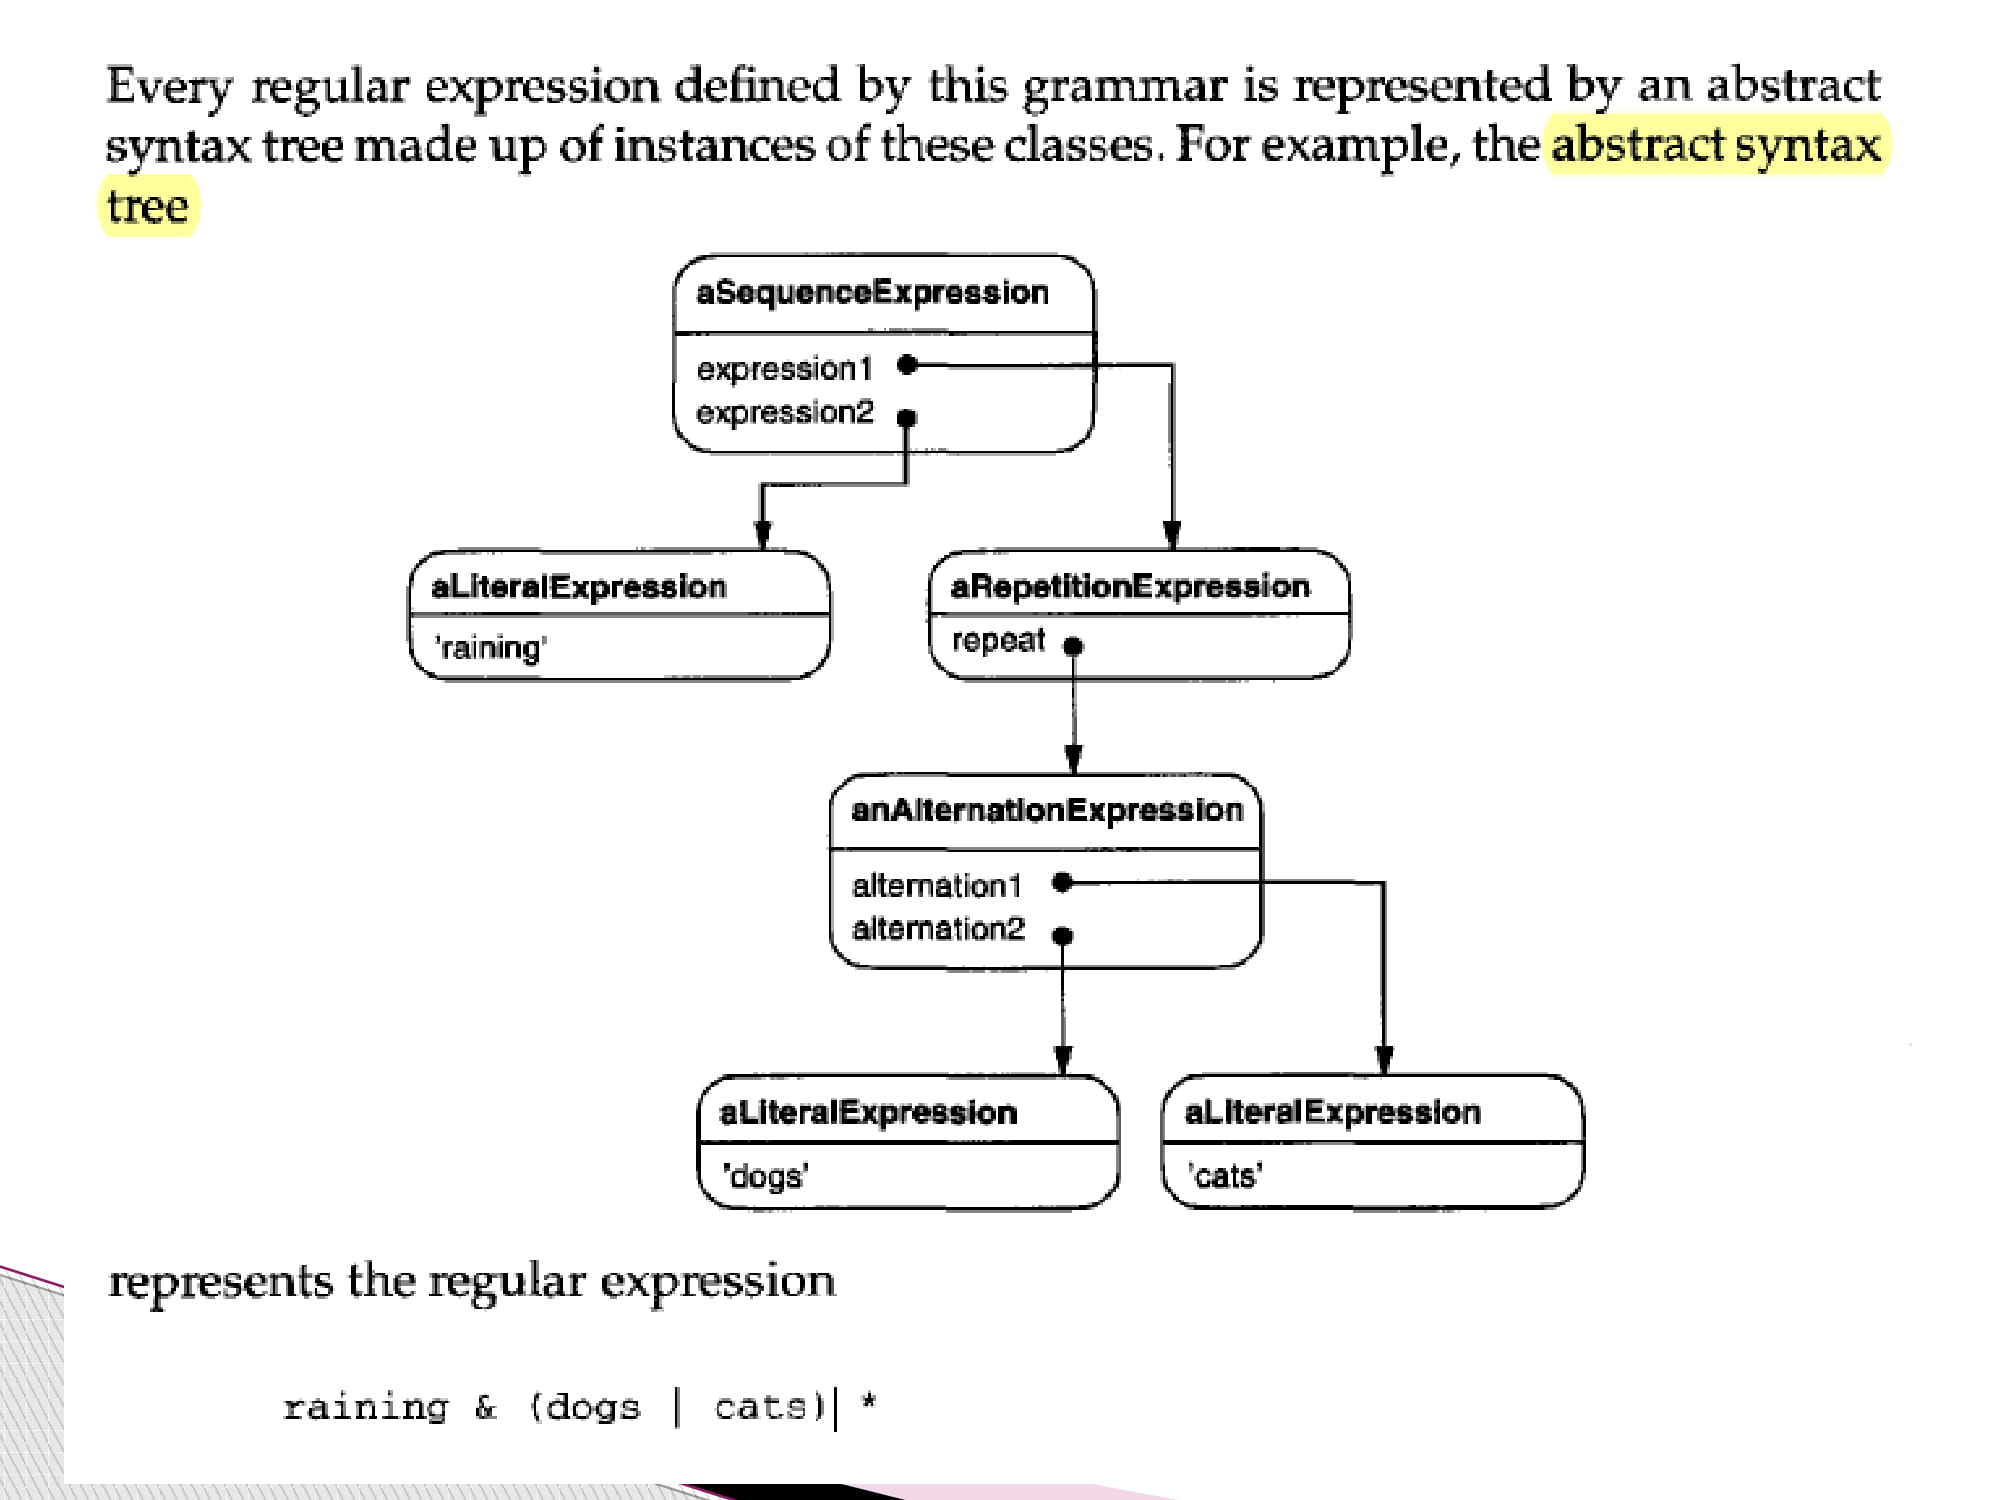 Every regular expression defined by this grammar is represented by an abstract
syntax tree made up of instances of these classes. For example, the abstract syntax
tree
aSequenceExpression
expression1
expression2
aLiteralExpression
'raining'
aRepetitionExpression
repeat
anAlternationExpression
alternation1
alternation2
aLiteralExpression
'dogs'
aLiteralExpression
'cats'
represents the regular expression
raining & (dogs | cats)| *